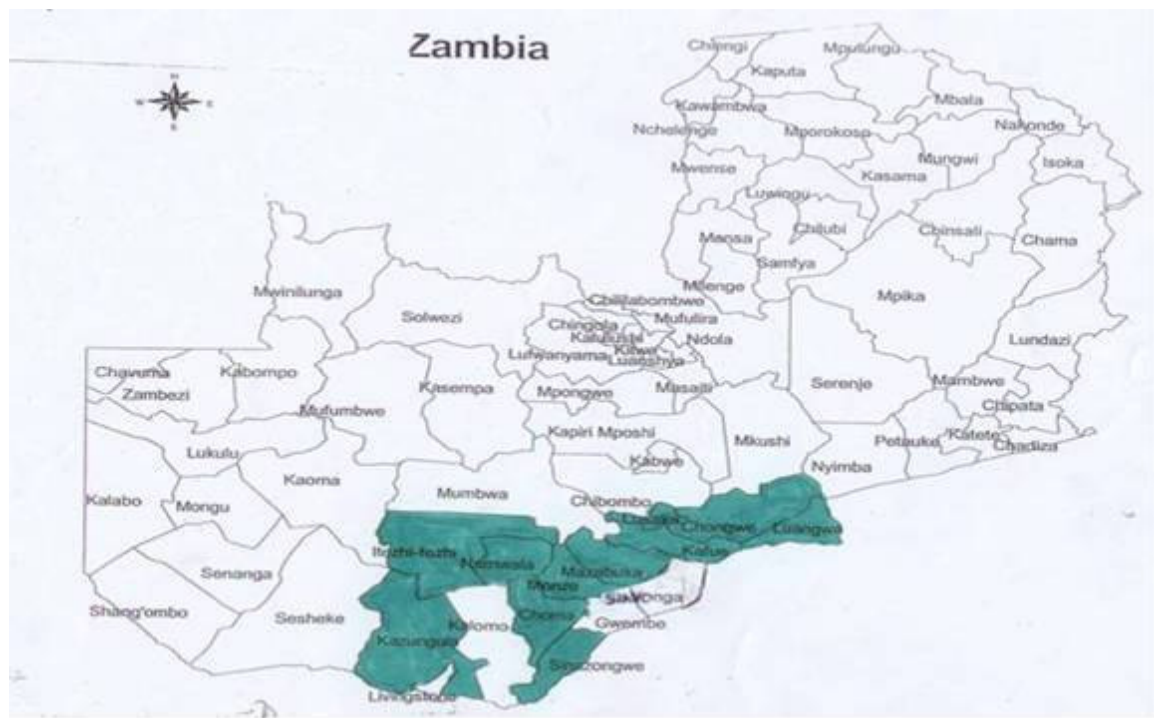 Zambia
N
W
E
S
Chiengi
Mpulungu
Kaputa
Mbala
Kawambwa
Nchelenge
Mporokoso
Nakonde
Mungwi
Isoka
Mwense
Kasama
Luwingu
Chilubi
Mansa
Chinsali
Chama
Samfya
Milenge
Mpika
Mwinilunga
Solwezi
Chililabombwe
Chingola
Mufulira
Kalulushi
Ndola
Kitwe
Lufwanyama
Luanshya
Lundazi
Chavuma
Kabompo
Zambezi
Kasempa
Mpongwe
Masaiti
Serenje
Mambwe
Chipata
Mufumbwe
Kapiri Mposhi
Mkushi
Petauke
Katete
Chadiza
Lukulu
Kabwe
Nyimba
Kaoma
Mumbwa
Chibombo
Kalabo
Mongu
Chongwe
Luangwa
Itezhi-tezhi
Namwala
Mazabuka
Kafue
Senanga
Monze
Shang'ombo
Sesheke
Choma
Gwembe
Kalomo
Kazungula
Sinazongwe
Livingstone